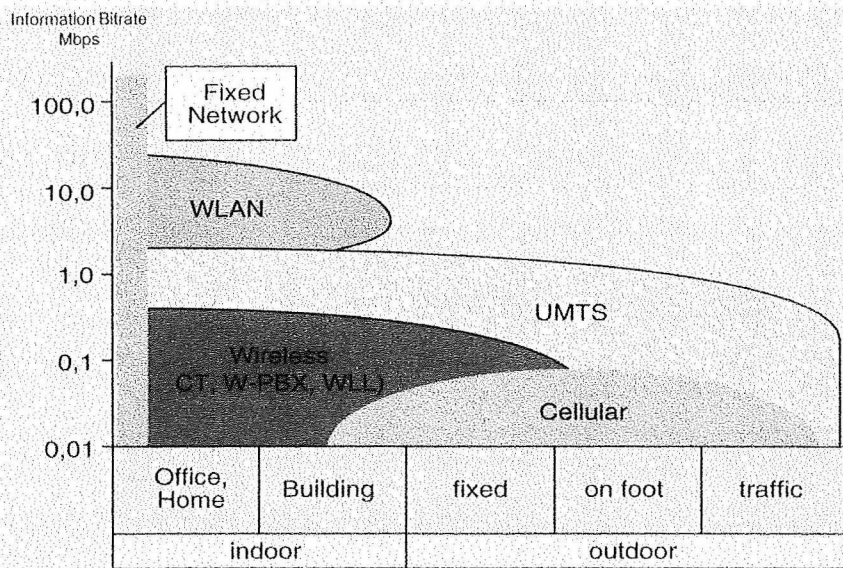 Information Bitrate
Mbps
100,0
Fixed
Network
10,0
WLAN
1,0
UMTS
0,1
Wireless
CT, W-PBX, WLL)
Cellular
0,01
Office,
Home
Building
fixed
on foot
traffic
indoor
outdoor